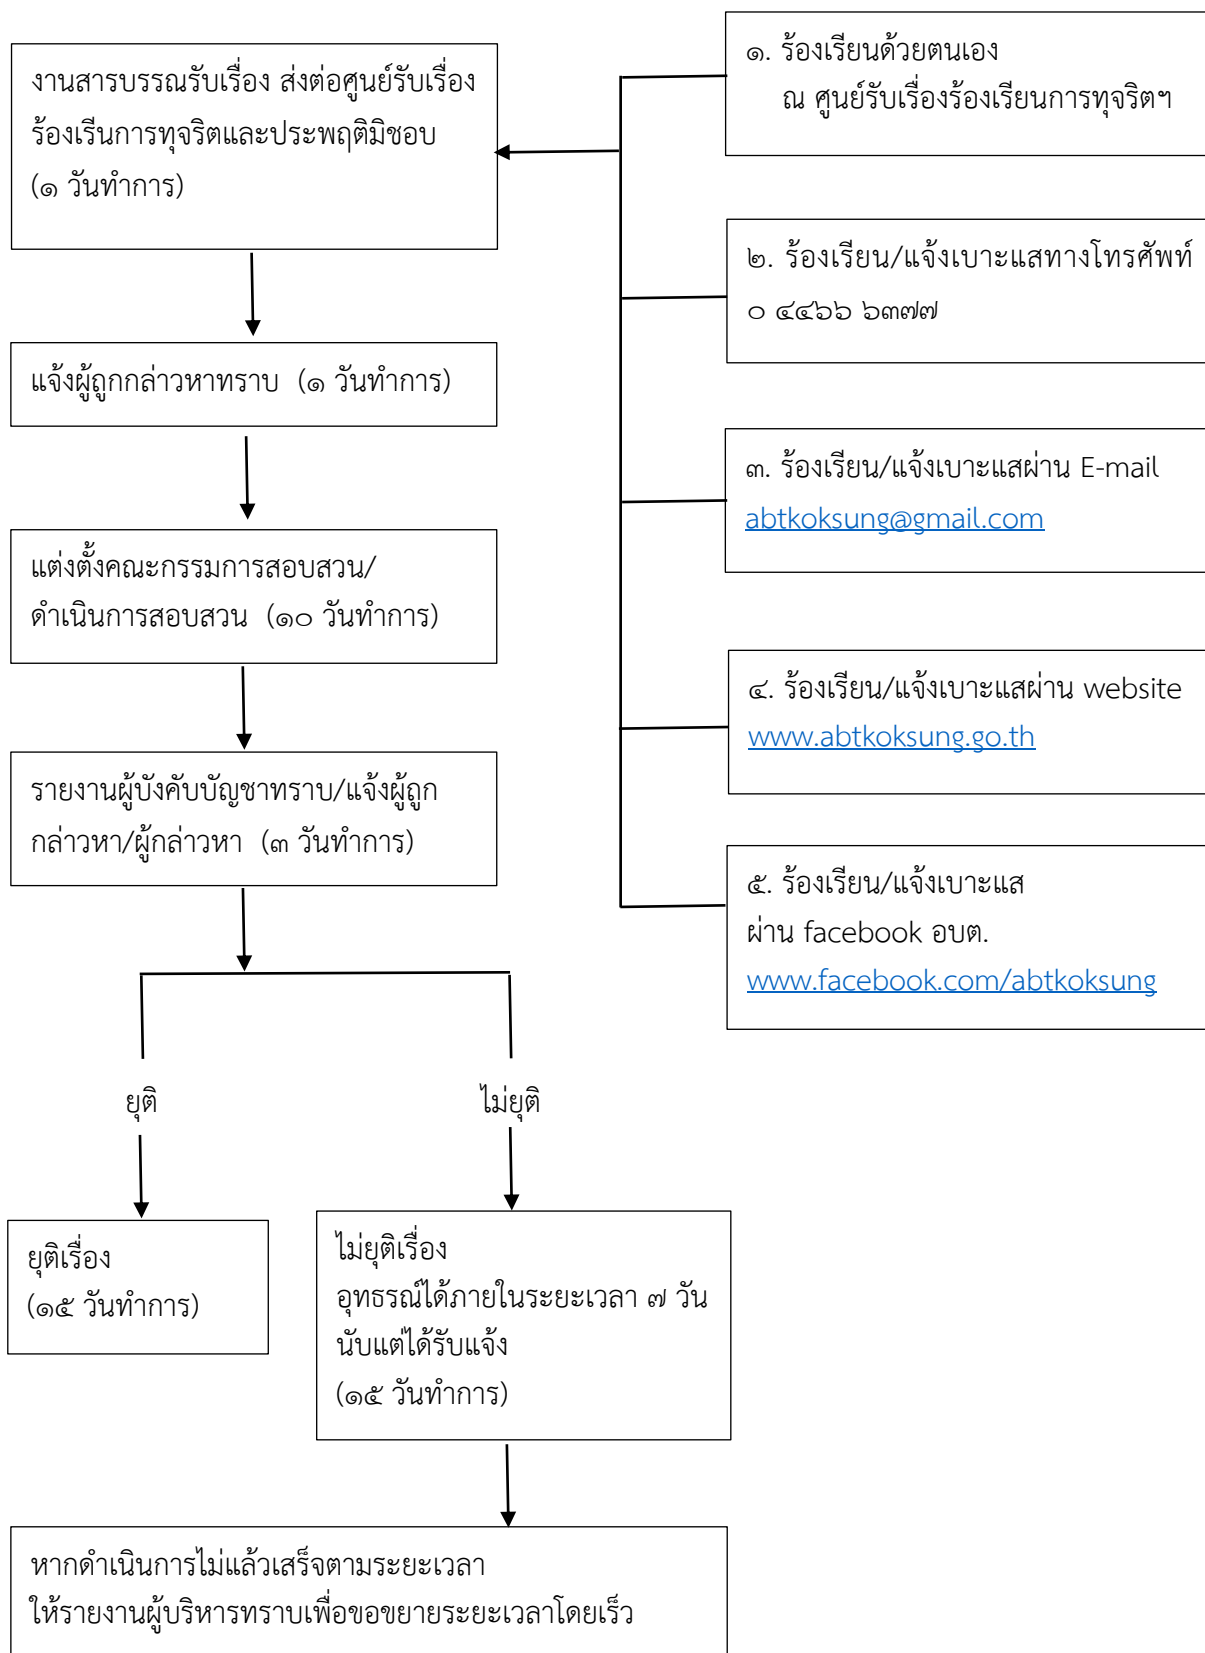 งานสารบรรณรับเรื่อง ส่งต่อศูนย์รับเรื่อง
ร้องเรีนการทุจริตและประพฤติมิชอบ
(๑ วันทำการ)
แจ้งผู้ถูกกล่าวหาทราบ (๑ วันทำการ)
แต่งตั้งคณะกรรมการสอบสวน/
ดำเนินการสอบสวน (๑๐ วันทำการ)
รายงานผู้บังคับบัญชาทราบ/แจ้งผู้ถูก
กล่าวหา/ผู้กล่าวหา (๓ วันทำการ)
ยุติ
ไม่ยุติ
ยุติเรื่อง
(๑๕ วันทำการ)
ไม่ยุติเรื่อง
อุทธรณ์ได้ภายในระยะเวลา ๗ วัน
นับแต่ได้รับแจ้ง
(๑๕ วันทำการ)
หากดำเนินการไม่แล้วเสร็จตามระยะเวลา
ให้รายงานผู้บริหารทราบเพื่อขอขยายระยะเวลาโดยเร็ว
๑. ร้องเรียนด้วยตนเอง
ณ ศูนย์รับเรื่องร้องเรียนการทุจริตฯ
๒. ร้องเรียน/แจ้งเบาะแสทางโทรศัพท์
๐ ๔๔๖๖ ๖๓๗๗
๓. ร้องเรียน/แจ้งเบาะแสผ่าน E-mail
abtkoksung@gmail.com
๔. ร้องเรียน/แจ้งเบาะแสผ่าน website
www.abtkoksung.go.th
๕. ร้องเรียน/แจ้งเบาะแส
ผ่าน facebook อบต.
www.facebook.com/abtkoksung